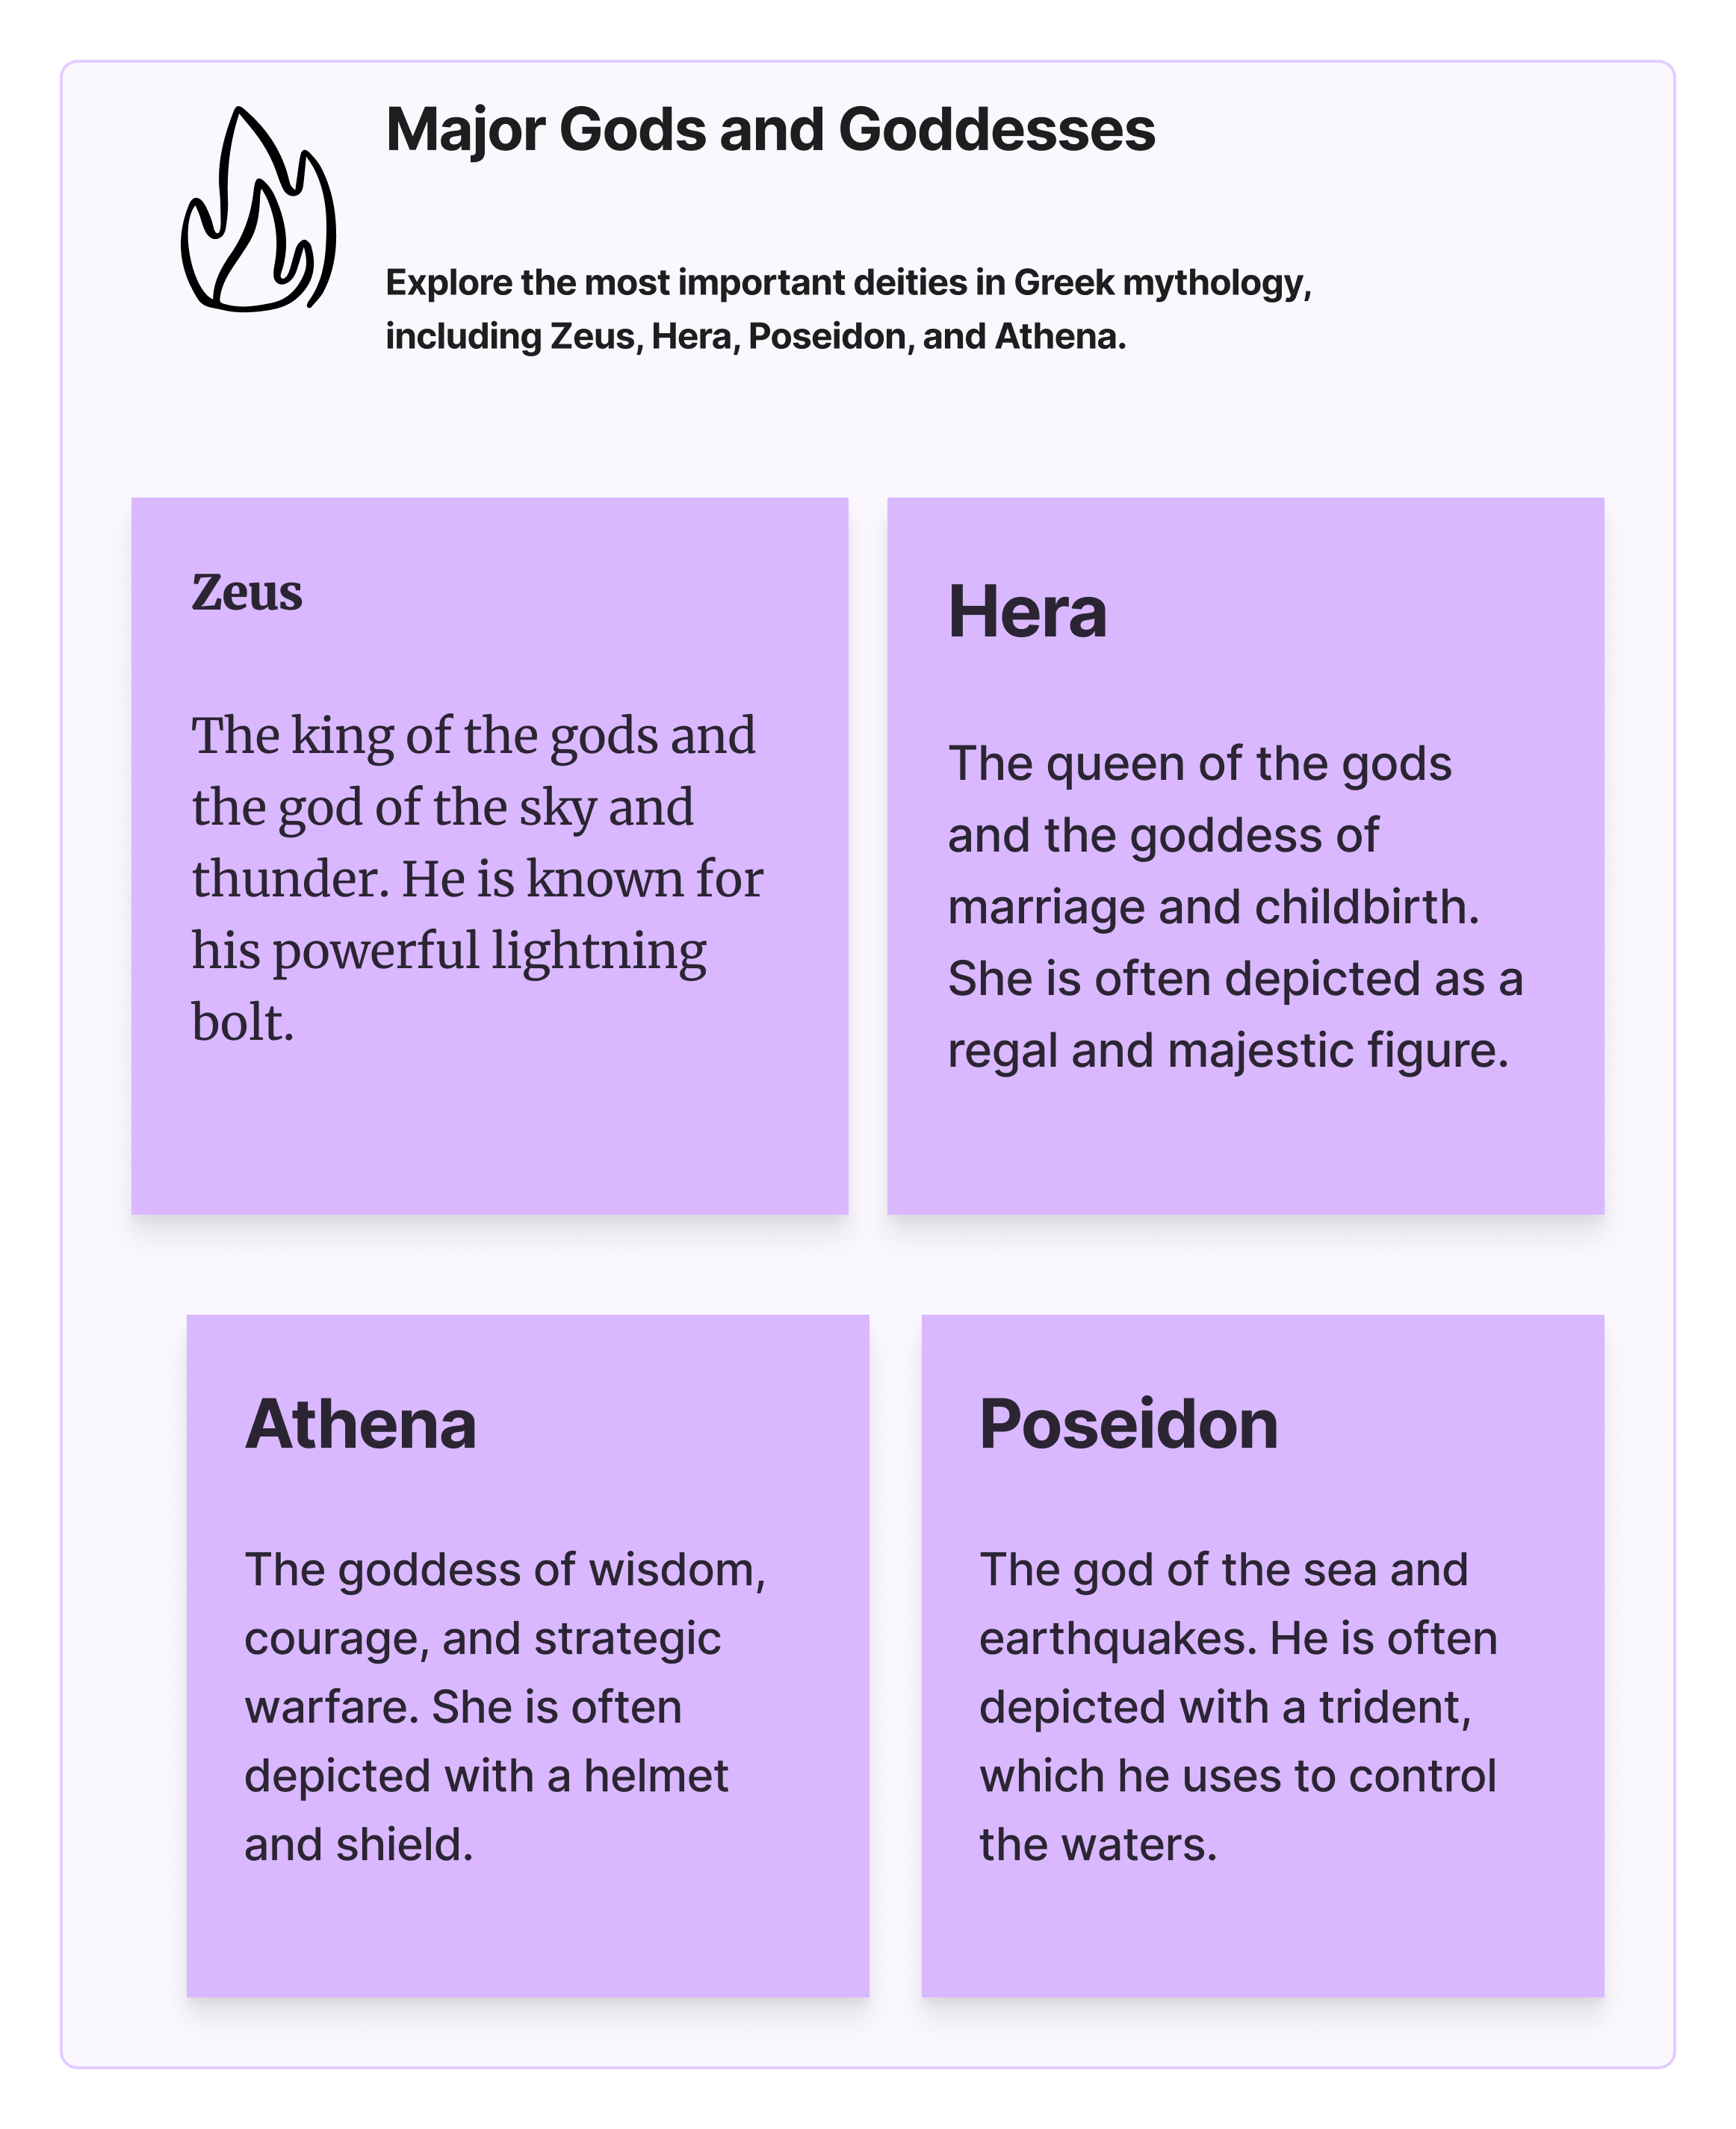 Major Gods and Goddesses
Explore the most important deities in Greek mythology,
including Zeus, Hera, Poseidon, and Athena.
Zeus
The king of the gods and
the god of the sky and
thunder. He is known for
his powerful lightning
bolt.
Hera
The queen of the gods
and the goddess of
marriage and childbirth.
She is often depicted as a
regal and majestic figure.
Athena
The goddess of wisdom,
courage, and strategic
warfare. She is often
depicted with a helmet
and shield.
Poseidon
The god of the sea and
earthquakes. He is often
depicted with a trident,
which he uses to control
the waters.